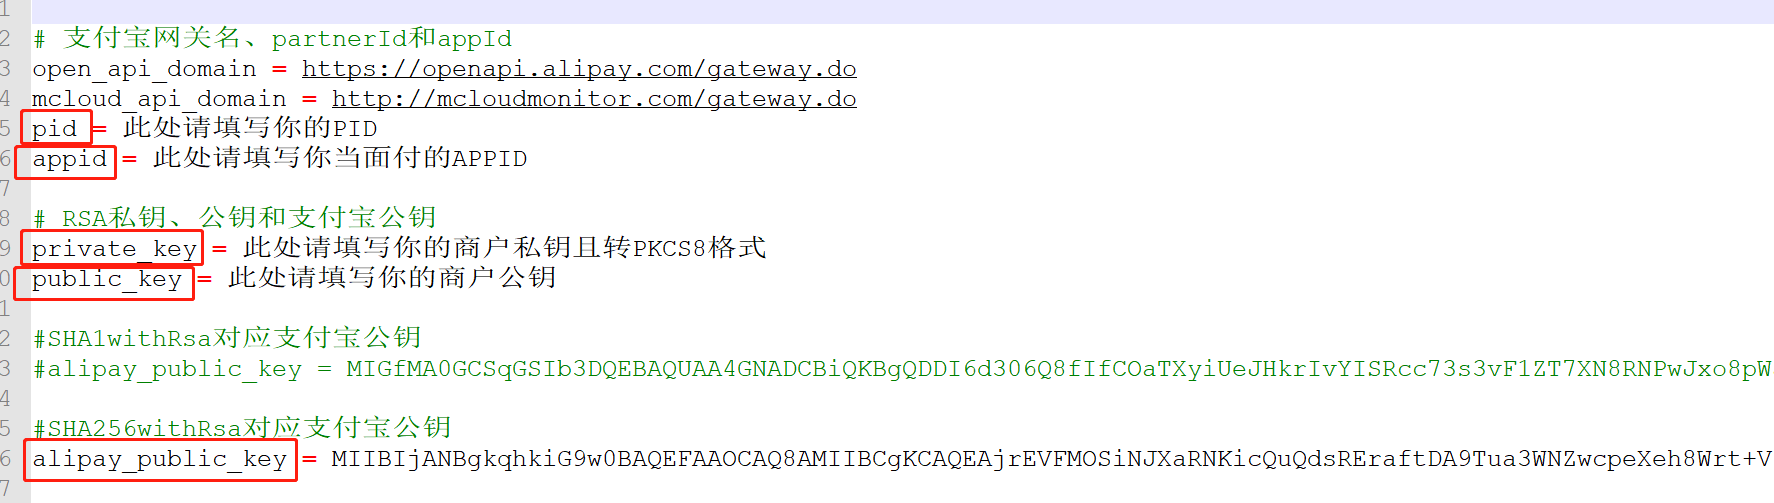 1
2 # 支付宝网关名、partnerId和appId
3 open_api_domain = https://openapi.alipay.com/gateway.do
4 mcloud_api_domain = http://mcloudmonitor.com/gateway.do
5 pid = 此处请填写你的PID
6 appid = 此处请填写你当面付的APPID
7
8 # RSA私钥、公钥和支付宝公钥
9 private_key = 此处请填写你的商户私钥且转PKCS8格式
0 public_key = 此处请填写你的商户公钥
1
2 #SHA1withRsa对应支付宝公钥
3 #alipay_public_key = MIGfMA0GCSqGSIb3DQEBAQUAA4GNADCBiQKBgQDDI6d306Q8fIfCOaTXyiUeJHkrIvYISRcc73s3vF1ZT7XN8RNPwJxo8pW
4
5 #SHA256withRsa对应支付宝公钥
6 alipay_public_key = MIIBIjANBgkqhkiG9w0BAQEFAAOCAQ8AMIIBCgKCAQEAjrEVFMOSiNJXaRNKicQuQdsREraftDA9Tua3WNZwcpeXeh8Wrt+V
7